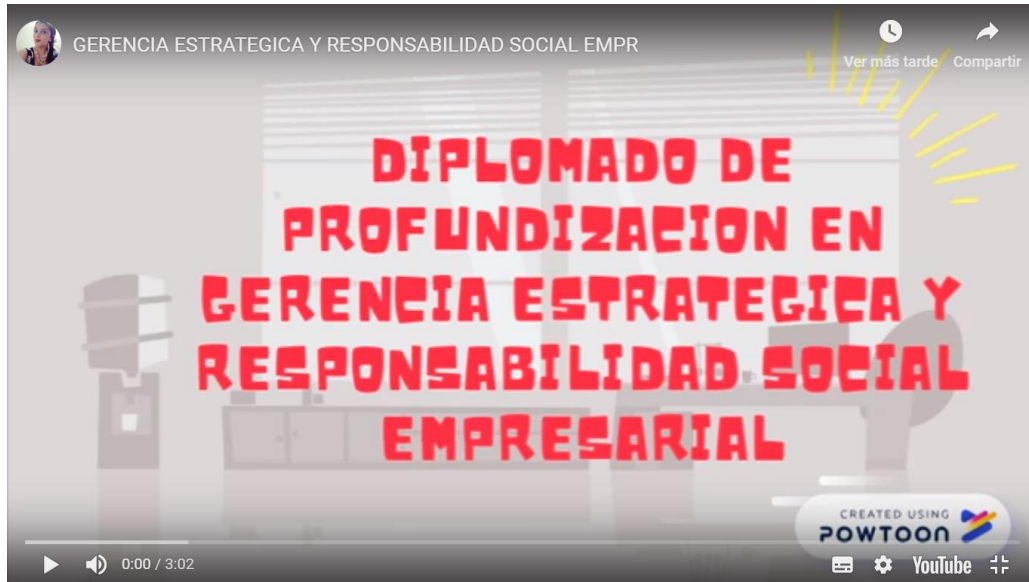 GERENCIA ESTRATEGICA Y RESPONSABILIDAD SOCIAL EMPR
Ver más tarde
Compartir
DIPLOMADO DE
PROFUNDIZACION EN
GERENCIA ESTRATEGICA Y
RESPONSABILIDAD SOCIAL
EMPRESARIAL
CREATED USING
POWTOON
0:00 / 3:02
YouTube